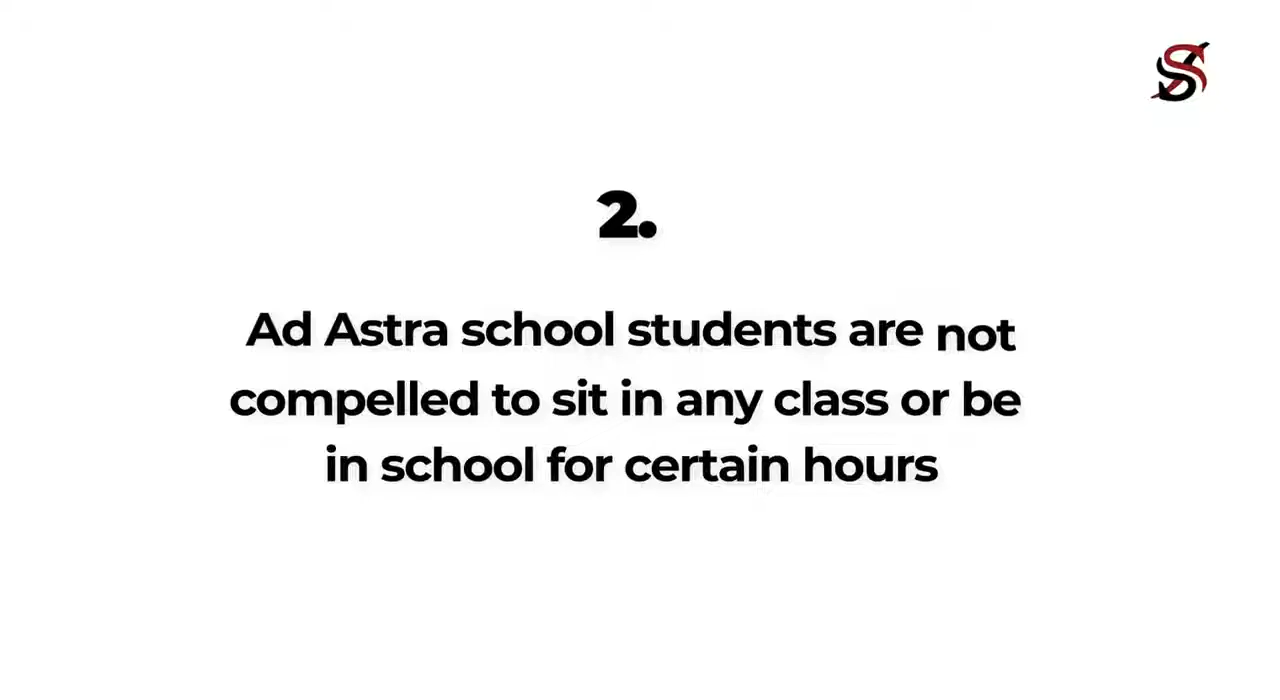 2.
Ad Astra school students are not
compelled to sit in any class or be
in school for certain hours